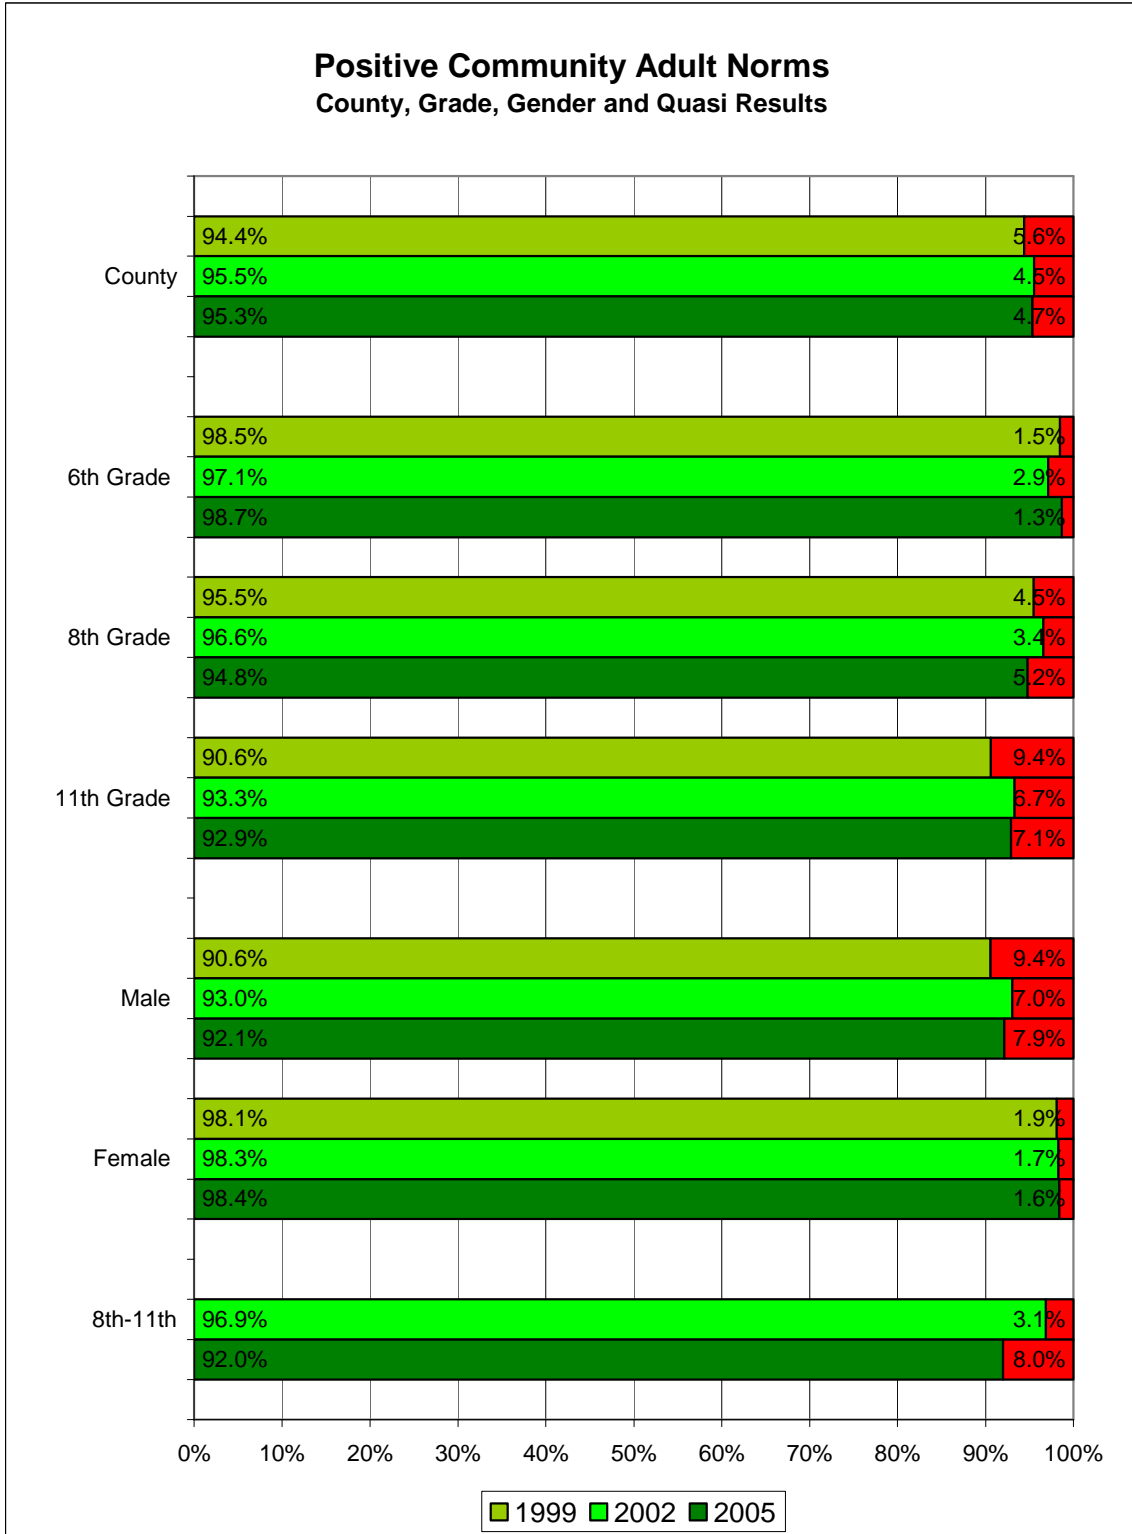 Positive Community Adult Norms
County, Grade, Gender and Quasi Results
County
94.4% 5.6%
95.5% 4.5%
95.3% 4.7%
6th Grade
98.5% 1.5%
97.1% 2.9%
98.7% 1.3%
8th Grade
95.5% 4.5%
96.6% 3.4%
94.8% 5.2%
11th Grade
90.6% 9.4%
93.3% 6.7%
92.9% 7.1%
Male
90.6% 9.4%
93.0% 7.0%
92.1% 7.9%
Female
98.1% 1.9%
98.3% 1.7%
98.4% 1.6%
8th-11th
96.9% 3.1%
92.0% 8.0%
0% 10% 20% 30% 40% 50% 60% 70% 80% 90% 100%
1999 2002 2005